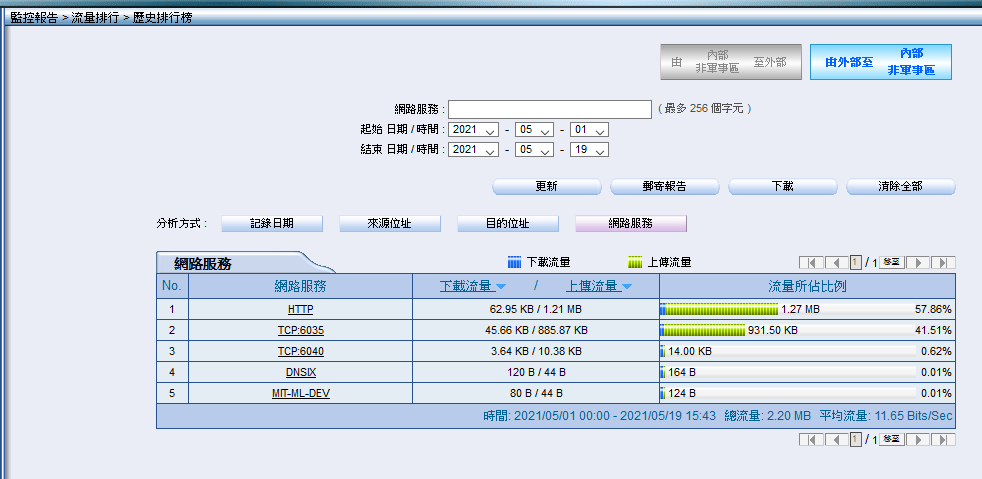 監控報告 > 流量排行 > 歷史排行榜
由 內部 非軍事區 至外部
由外部至 內部 非軍事區
網路服務 : ( 最多 256 個字元 )
起始 日期 / 時間 : 2021 - 05 - 01
結束 日期 / 時間 : 2021 - 05 - 19
更新 郵寄報告 下載 清除全部
分析方式 : 記錄日期 來源位址 目的位址 網路服務
網路服務 下載流量 上傳流量 1 / 1 移至
No. 網路服務 下載流量 / 上傳流量 流量所佔比例
1 HTTP 62.95 KB / 1.21 MB 1.27 MB 57.86%
2 TCP:6035 45.66 KB / 885.87 KB 931.50 KB 41.51%
3 TCP:6040 3.64 KB / 10.38 KB 14.00 KB 0.62%
4 DNSIX 120 B / 44 B 164 B 0.01%
5 MIT-ML-DEV 80 B / 44 B 124 B 0.01%
時間: 2021/05/01 00:00 - 2021/05/19 15:43 總流量: 2.20 MB 平均流量: 11.65 Bits/Sec
1 / 1 移至